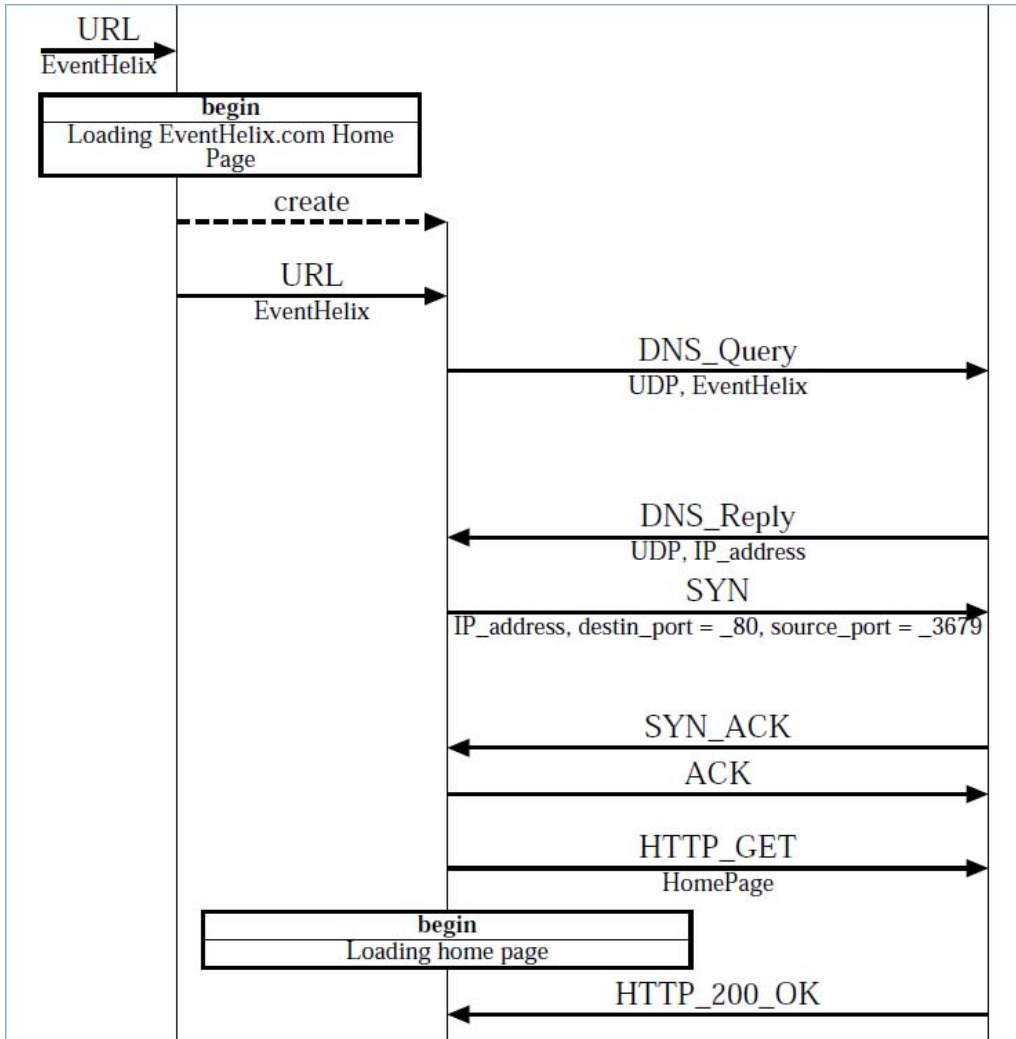 URL
EventHelix
begin
Loading EventHelix.com Home
Page
create
URL
EventHelix
DNS_Query
UDP, EventHelix
DNS_Reply
UDP, IP_address
SYN
IP_address, destin_port = _80, source_port = _3679
SYN_ACK
ACK
HTTP_GET
HomePage
begin
Loading home page
HTTP_200_OK